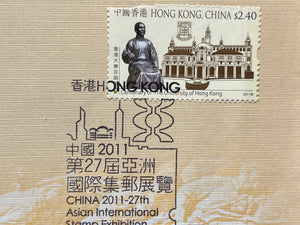 中國香港 HONG KONG, CHINA $2.40
香港大學百周年
Centenary of The University of Hong Kong
香港HONG KONG
中國2011
第27屆亞洲
國際集郵展覽
CHINA 2011-27th
Asian International
Stamp Exhibition